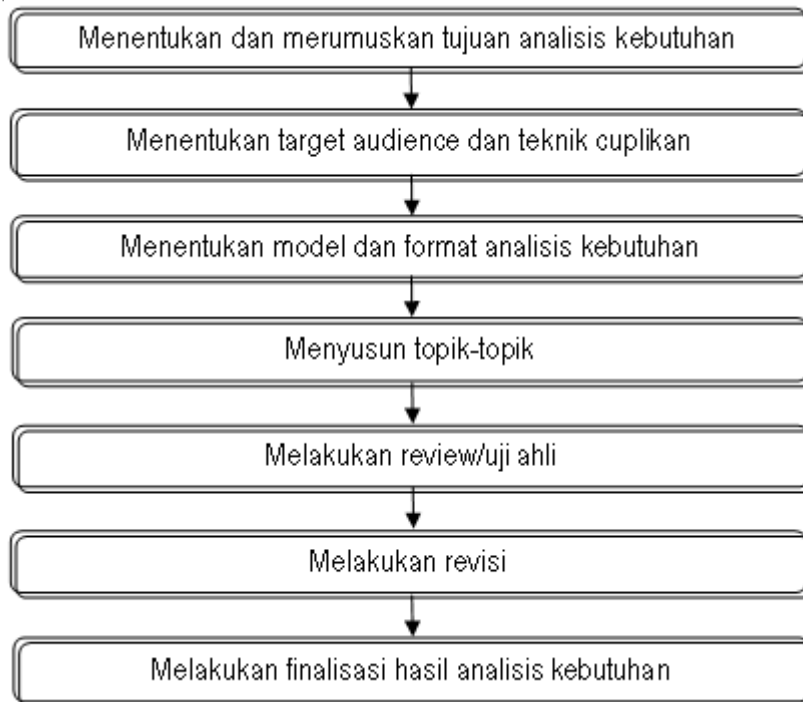 Menentukan dan merumuskan tujuan analisis kebutuhan
Menentukan target audience dan teknik cuplikan
Menentukan model dan format analisis kebutuhan
Menyusun topik-topik
Melakukan review/uji ahli
Melakukan revisi
Melakukan finalisasi hasil analisis kebutuhan